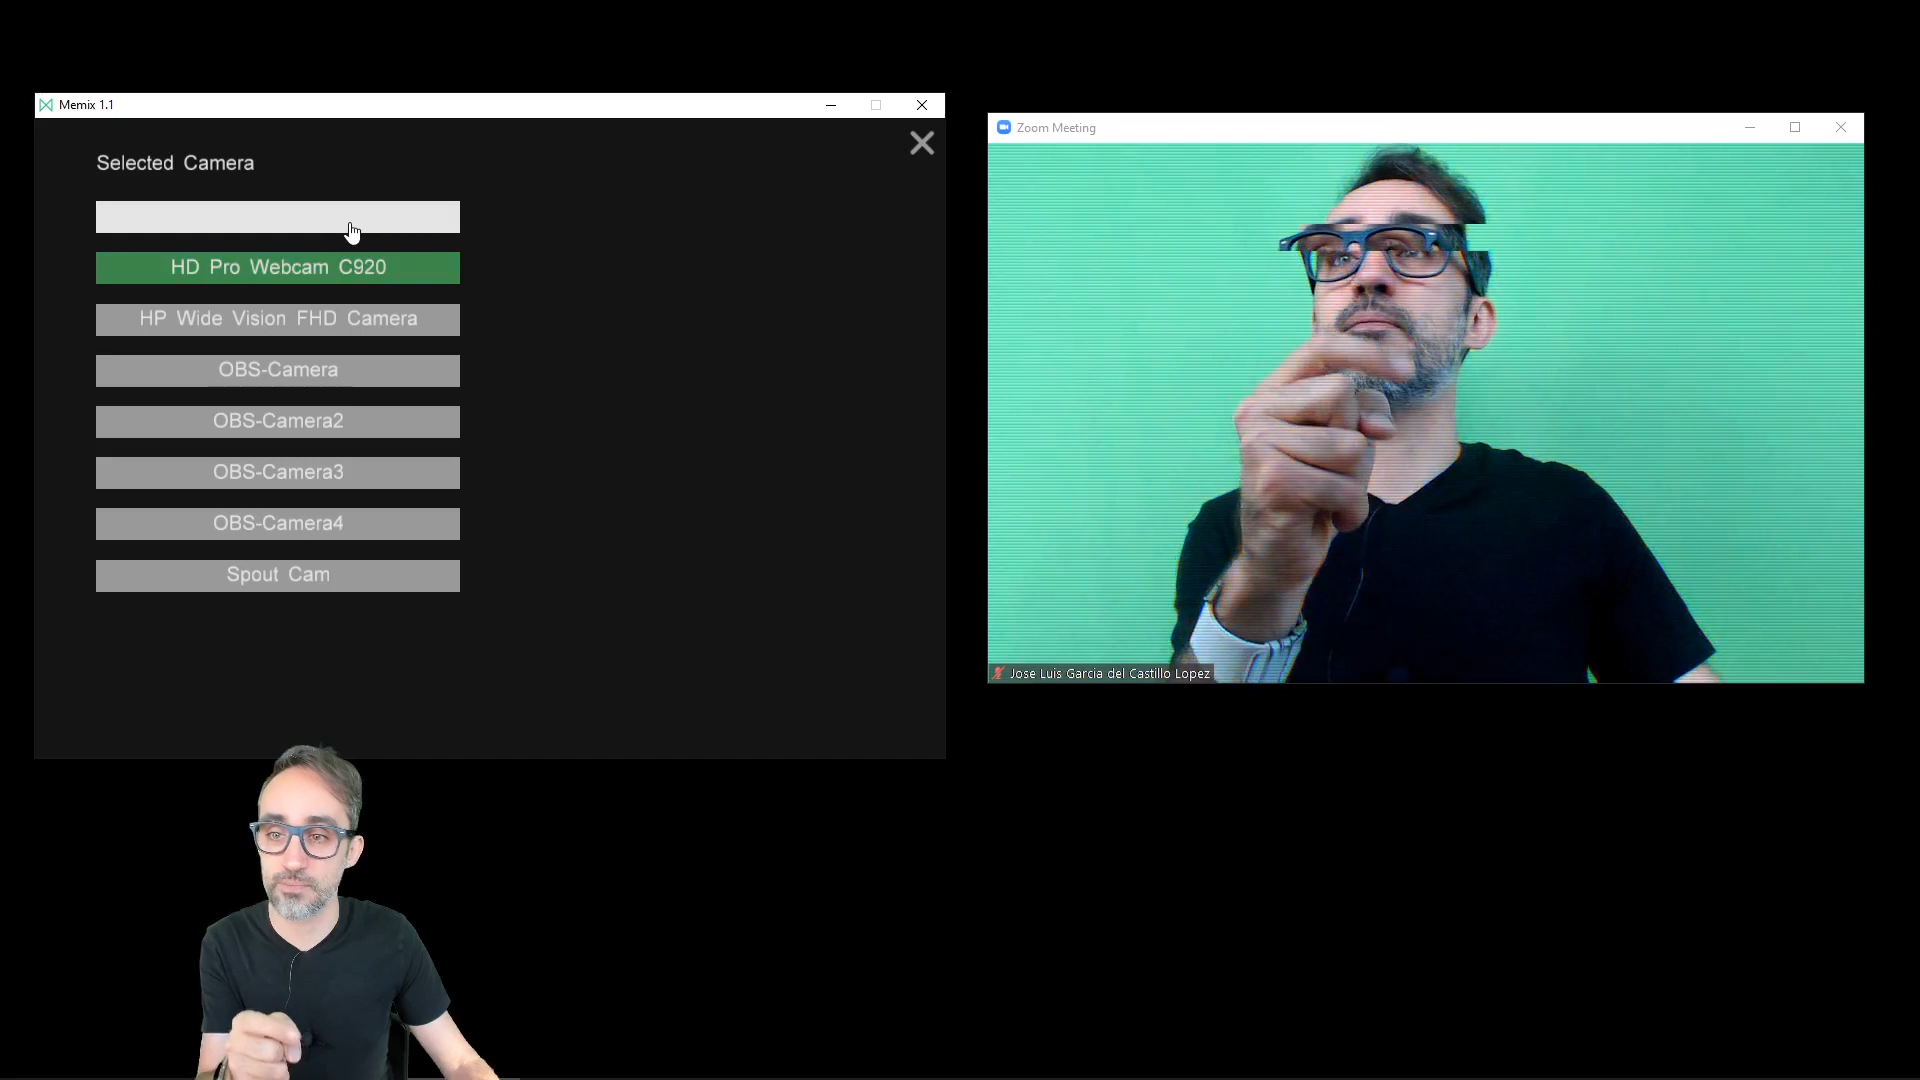 Memix 1.1
Selected Camera
HD Pro Webcam C920
HP Wide Vision FHD Camera
OBS-Camera
OBS-Camera2
OBS-Camera3
OBS-Camera4
Spout Cam
Zoom Meeting
Jose Luis Garcia del Castillo Lopez